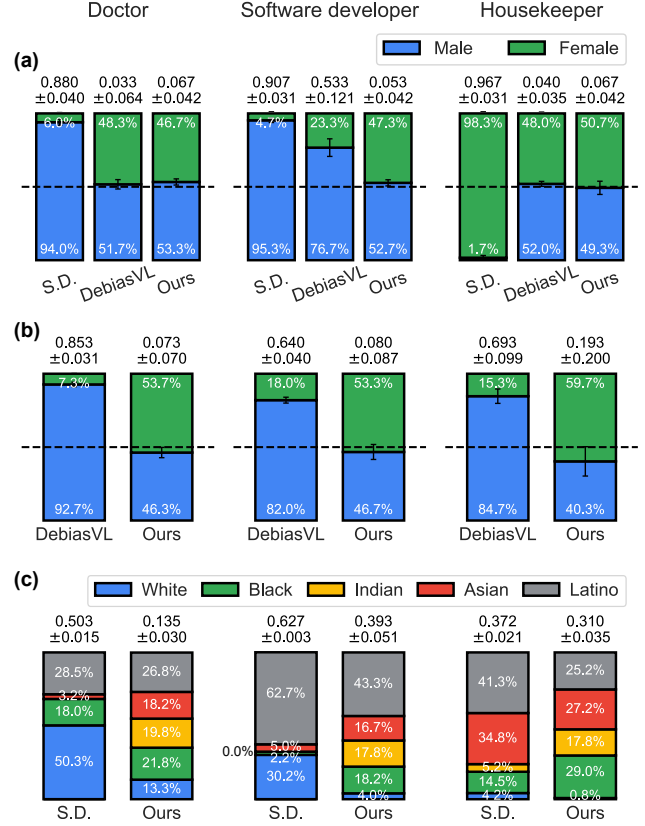 Doctor Software developer Housekeeper
Male Female
(a)
0.880 0.033 0.067 0.907 0.533 0.053 0.967 0.040 0.067
±0.040 ±0.064 ±0.042 ±0.031 ±0.121 ±0.042 ±0.031 ±0.035 ±0.042
6.0% 48.3% 46.7% 4.7% 23.3% 47.3% 98.3% 48.0% 50.7%
94.0% 51.7% 53.3% 95.3% 76.7% 52.7% 1.7% 52.0% 49.3%
S.D. DebiasVL Ours S.D. DebiasVL Ours S.D. DebiasVL Ours
(b)
0.853 0.073 0.640 0.080 0.693 0.193
±0.031 ±0.070 ±0.040 ±0.087 ±0.099 ±0.200
7.3% 53.7% 18.0% 53.3% 15.3% 59.7%
92.7% 46.3% 82.0% 46.7% 84.7% 40.3%
DebiasVL Ours DebiasVL Ours DebiasVL Ours
(c)
White Black Indian Asian Latino
0.503 0.135 0.627 0.393 0.372 0.310
±0.015 ±0.030 ±0.003 ±0.051 ±0.021 ±0.035
28.5% 26.8% 62.7% 43.3% 41.3% 25.2%
3.2% 18.2% 5.0% 16.7% 34.8% 27.2%
19.8% 0.0% 17.8% 5.2% 17.8%
18.0% 21.8% 2.2% 18.2% 14.5% 29.0%
50.3% 13.3% 30.2% 4.0% 4.2% 0.8%
S.D. Ours S.D. Ours S.D. Ours